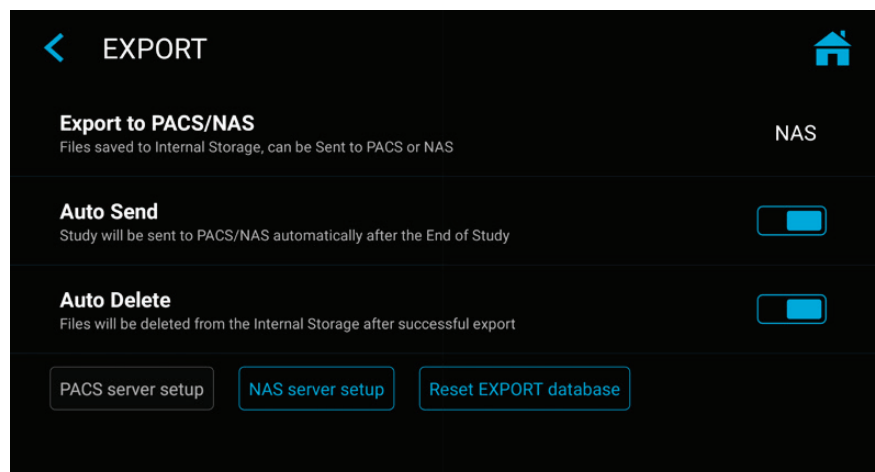 EXPORT
Export to PACS/NAS
Files saved to Internal Storage, can be Sent to PACS or NAS
NAS
Auto Send
Study will be sent to PACS/NAS automatically after the End of Study
Auto Delete
Files will be deleted from the Internal Storage after successful export
PACS server setup
NAS server setup
Reset EXPORT database